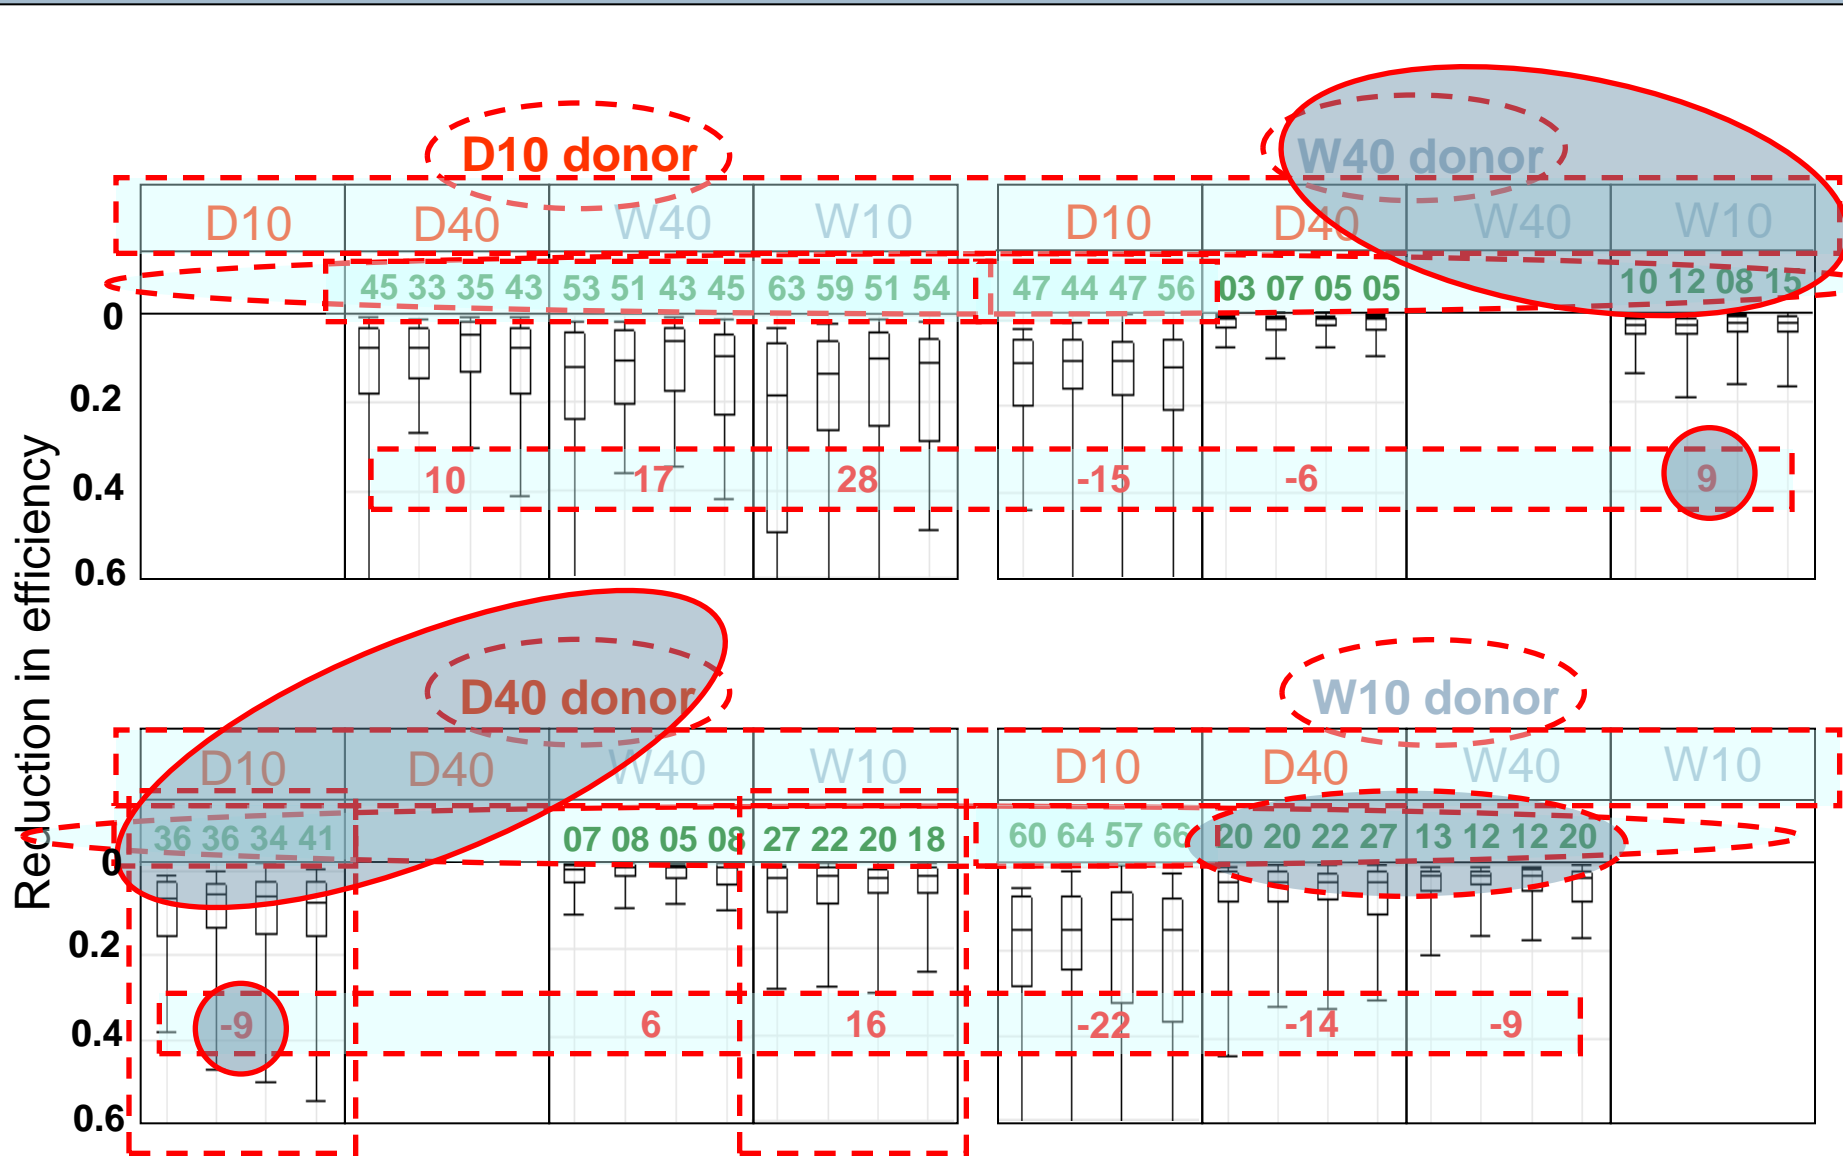 D10 donor
W40 donor
D10 D40 W40 W10 D10 D40 W40 W10
45 33 35 43 53 51 43 45 63 59 51 54 47 44 47 56 03 07 05 05 10 12 08 15
0
0.2
0.4
0.6
10 17 28 -15 -6 9
Reduction in efficiency
D40 donor
W10 donor
D10 D40 W40 W10 D10 D40 W40 W10
36 36 34 41 07 08 05 08 27 22 20 18 60 64 57 66 20 20 22 27 13 12 12 20
0
0.2
0.4
0.6
-9 6 16 -22 -14 -9